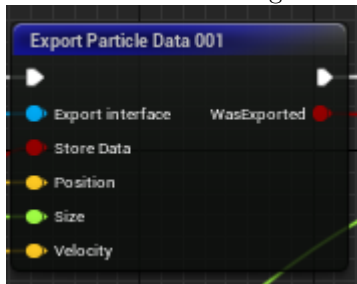 Export Particle Data 001
Export interface
WasExported
Store Data
Position
Size
Velocity